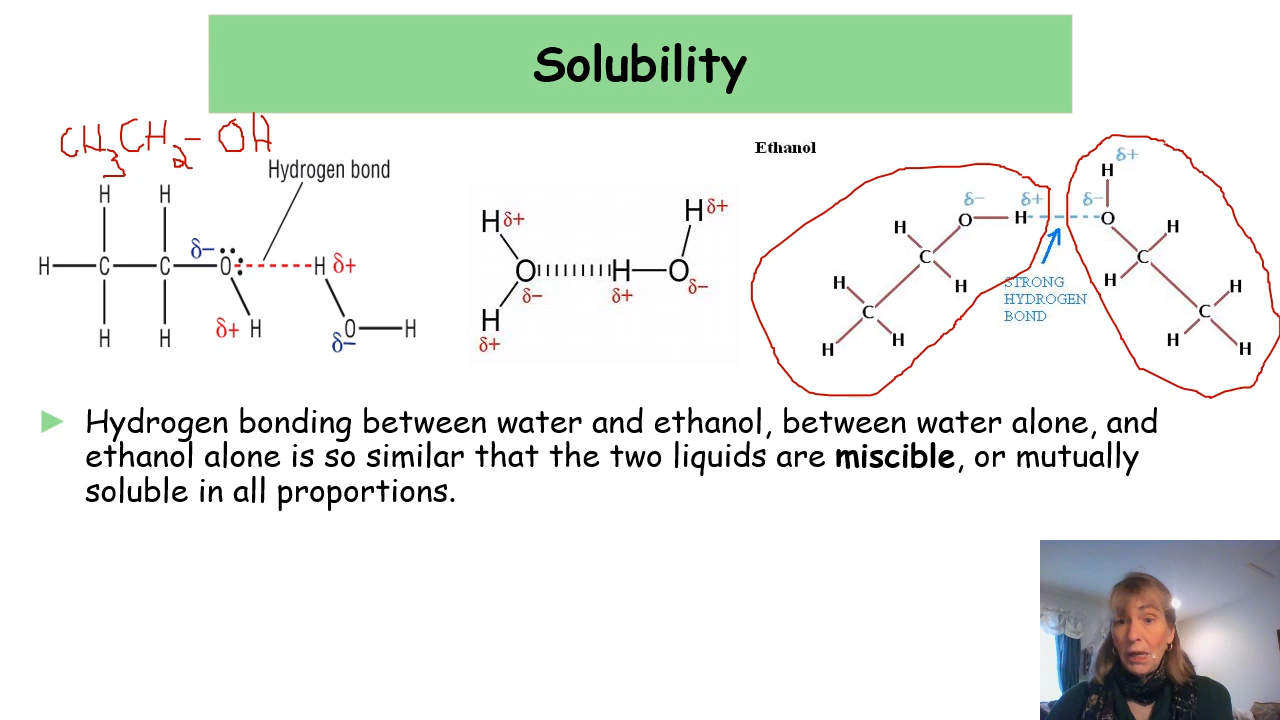 Solubility
CH3CH2-OH
Hydrogen bond
H H
H C C δ− O H δ+
H H δ+ H δ− O H
H δ+ H δ+
O H O
δ− δ+ δ−
H
δ+
Ethanol
δ+
H
δ− δ+ δ−
O H O
H H
C C
H H H H
STRONG
HYDROGEN
BOND
C C
H H H H
Hydrogen bonding between water and ethanol, between water alone, and
ethanol alone is so similar that the two liquids are miscible, or mutually
soluble in all proportions.